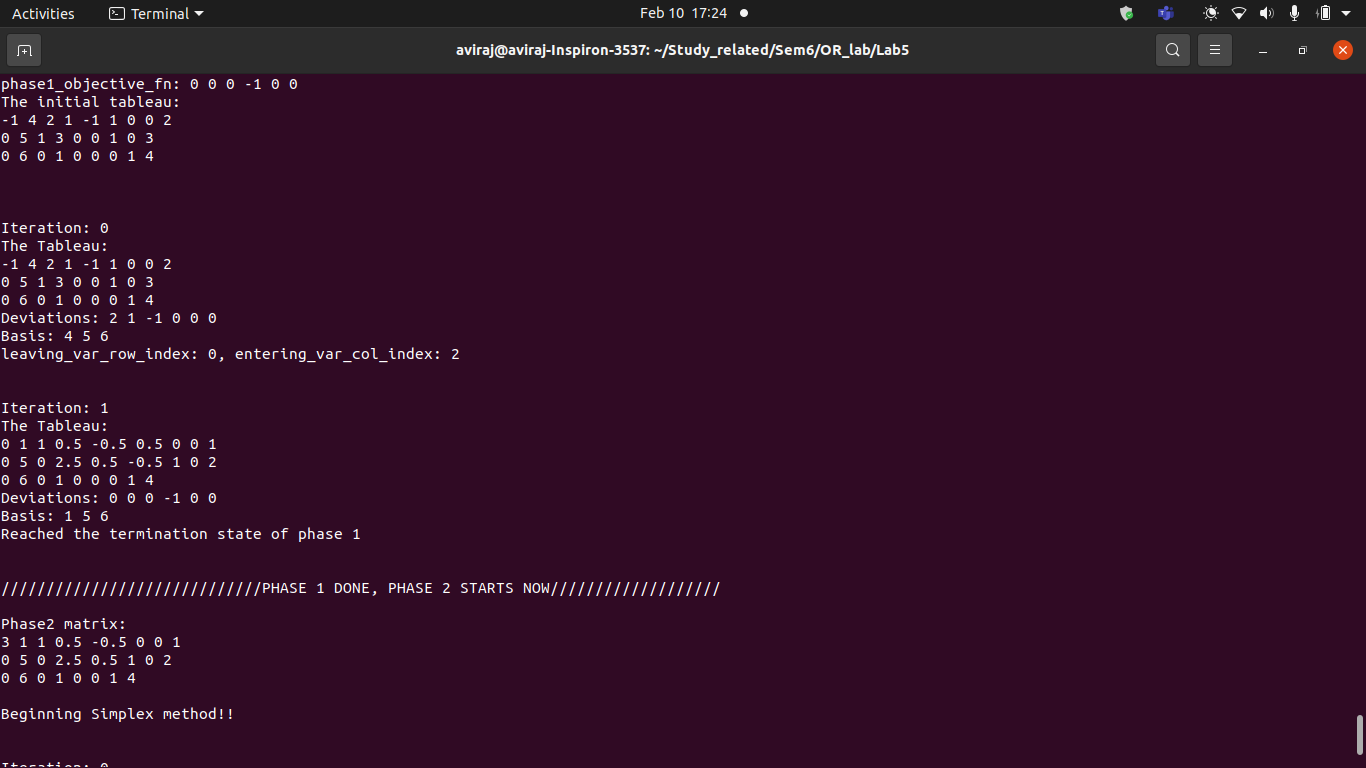 Activities Terminal Feb 10 17:24
aviraj@aviraj-Inspiron-3537: ~/Study_related/Sem6/OR_lab/Lab5
phase1_objective_fn: 0 0 0 -1 0 0
The initial tableau:
-1 4 2 1 -1 1 0 0 2
0 5 1 3 0 0 1 0 3
0 6 0 1 0 0 0 1 4
Iteration: 0
The Tableau:
-1 4 2 1 -1 1 0 0 2
0 5 1 3 0 0 1 0 3
0 6 0 1 0 0 0 1 4
Deviations: 2 1 -1 0 0 0
Basis: 4 5 6
leaving_var_row_index: 0, entering_var_col_index: 2
Iteration: 1
The Tableau:
0 1 1 0.5 -0.5 0.5 0 0 1
0 5 0 2.5 0.5 -0.5 1 0 2
0 6 0 1 0 0 0 1 4
Deviations: 0 0 0 -1 0 0
Basis: 1 5 6
Reached the termination state of phase 1
/////////////////////////////PHASE 1 DONE, PHASE 2 STARTS NOW///////////////////
Phase2 matrix:
3 1 1 0.5 -0.5 0 0 1
0 5 0 2.5 0.5 1 0 2
0 6 0 1 0 0 1 4
Beginning Simplex method!!
Iteration: 0